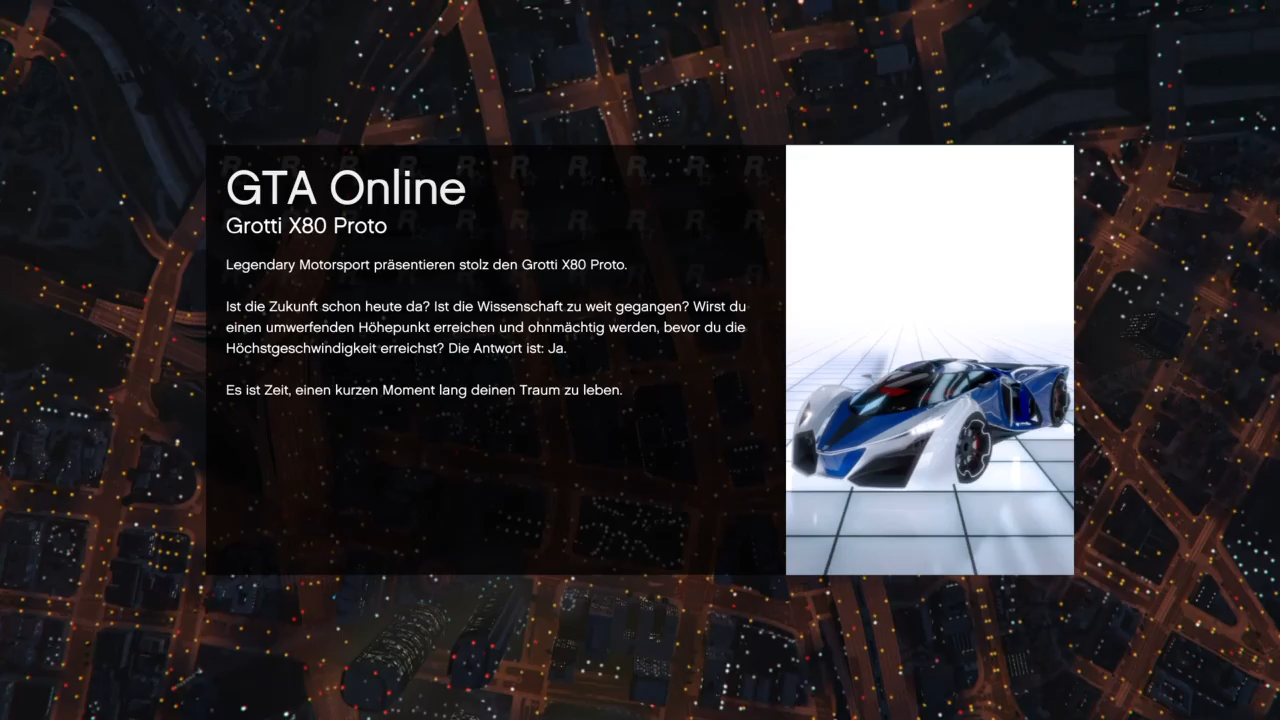 GTA Online
Grotti X80 Proto
Legendary Motorsport präsentieren stolz den Grotti X80 Proto.
Ist die Zukunft schon heute da? Ist die Wissenschaft zu weit gegangen? Wirst du
einen umwerfenden Höhepunkt erreichen und ohnmächtig werden, bevor du die
Höchstgeschwindigkeit erreichst? Die Antwort ist: Ja.
Es ist Zeit, einen kurzen Moment lang deinen Traum zu leben.